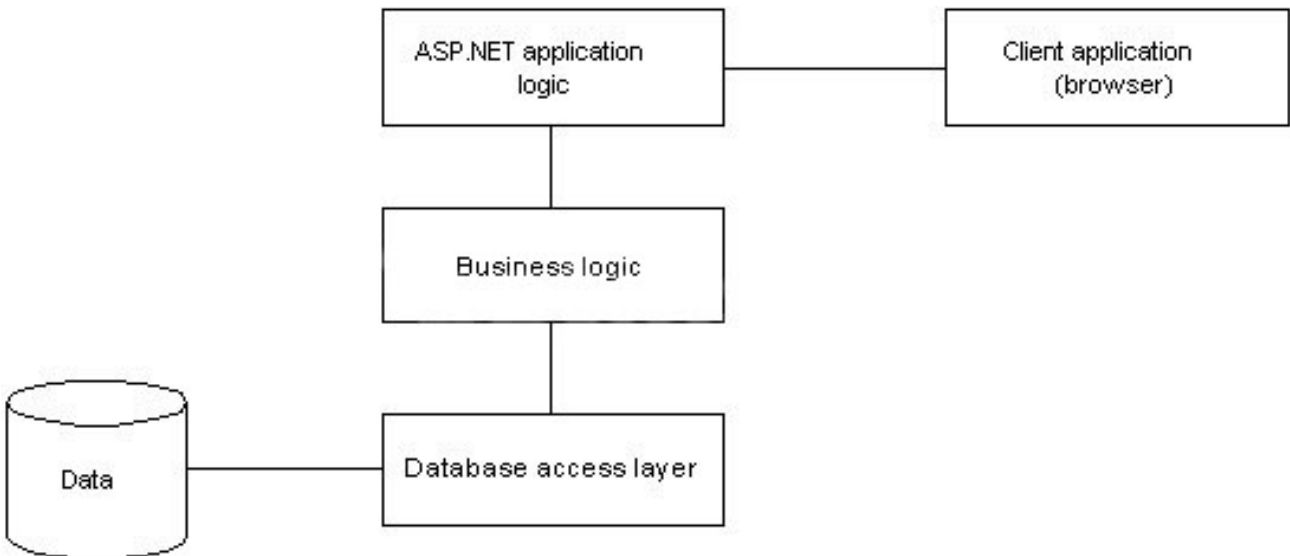 ASP.NET application
logic
Client application
(browser)
Business logic
Data
Database access layer